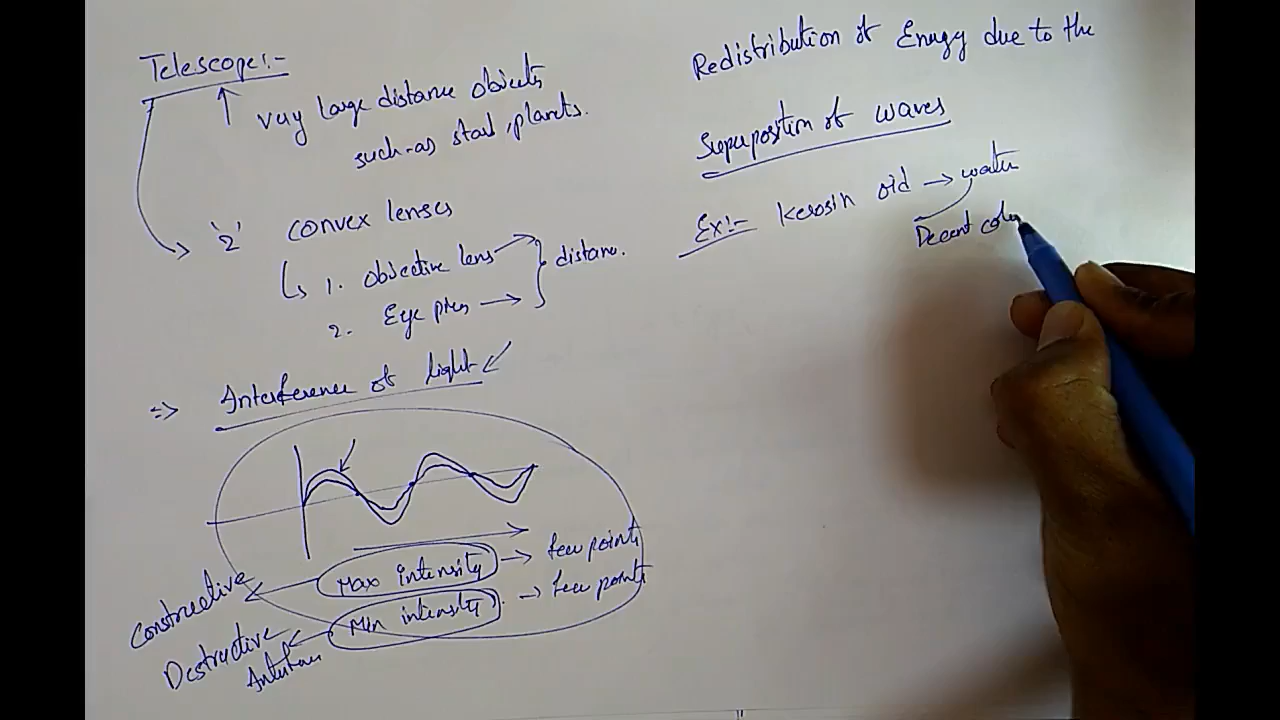 Telescope:-
very large distance objects
such-as stars, planets.
'2' convex lenses
1. objective lens
distance.
2. Eye pies
=> Interference of light
Max intensity → few points
Min intensity → few points
Constructive
Destructive
Redistribution of Energy due to the
Superposition of waves
Ex:- Kerosin oil → water
Decent